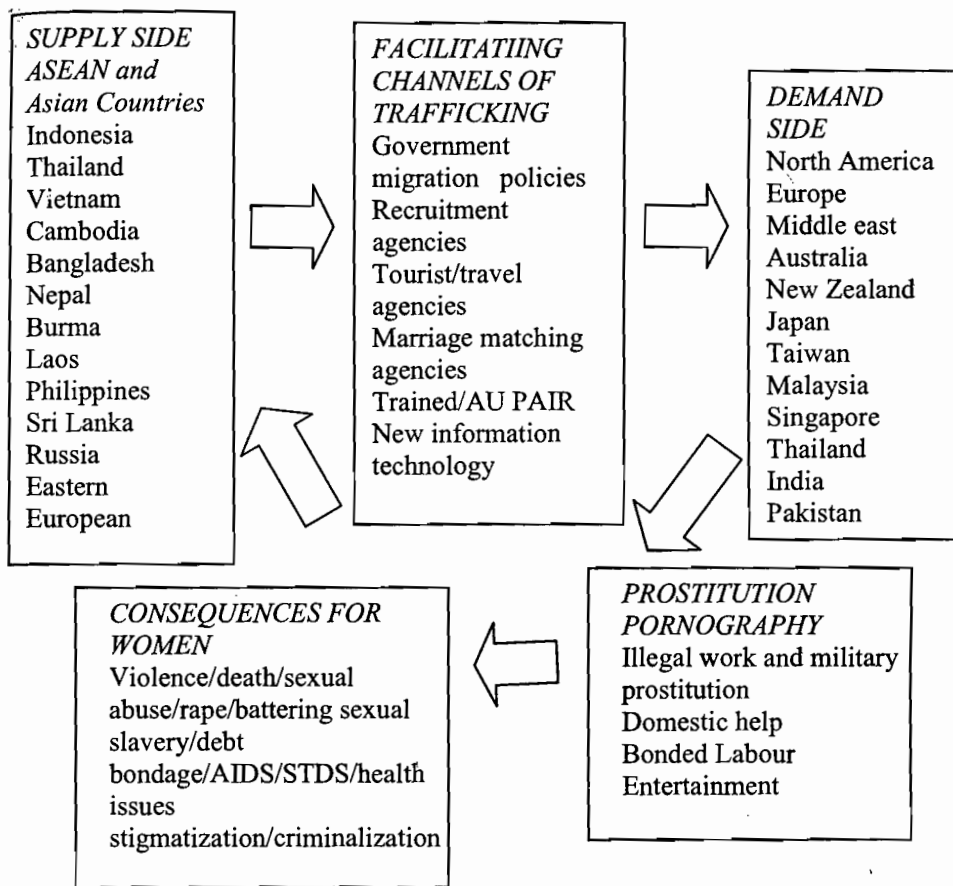 SUPPLY SIDE
ASEAN and
Asian Countries
Indonesia
Thailand
Vietnam
Cambodia
Bangladesh
Nepal
Burma
Laos
Philippines
Sri Lanka
Russia
Eastern
European
FACILITATIING
CHANNELS OF
TRAFFICKING
Government
migration policies
Recruitment
agencies
Tourist/travel
agencies
Marriage matching
agencies
Trained/AU PAIR
New information
technology
DEMAND
SIDE
North America
Europe
Middle east
Australia
New Zealand
Japan
Taiwan
Malaysia
Singapore
Thailand
India
Pakistan
PROSTITUTION
PORNOGRAPHY
Illegal work and military
prostitution
Domestic help
Bonded Labour
Entertainment
CONSEQUENCES FOR
WOMEN
Violence/death/sexual
abuse/rape/battering sexual
slavery/debt
bondage/AIDS/STDS/health
issues
stigmatization/criminalization